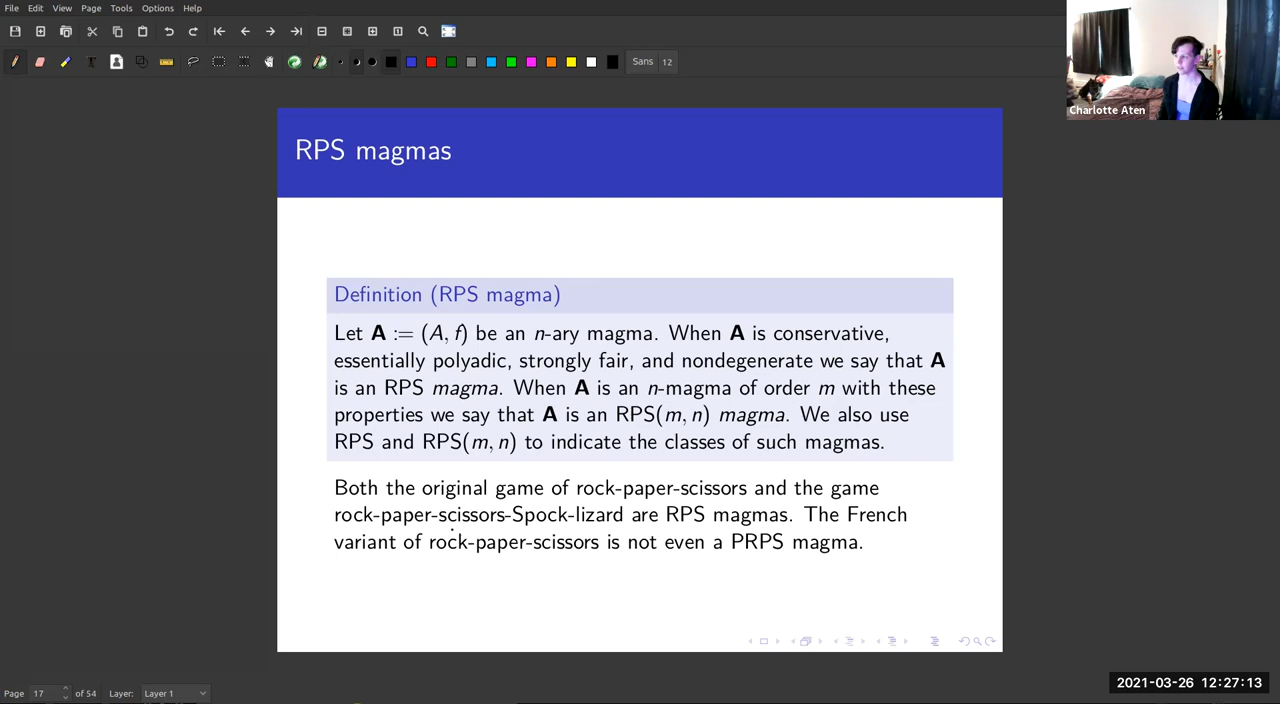 File Edit View Page Tools Options Help
Sans 12
Charlotte Aten
RPS magmas
Definition (RPS magma)
Let A := (A, f) be an n-ary magma. When A is conservative,
essentially polyadic, strongly fair, and nondegenerate we say that A
is an RPS magma. When A is an n-magma of order m with these
properties we say that A is an RPS(m, n) magma. We also use
RPS and RPS(m, n) to indicate the classes of such magmas.
Both the original game of rock-paper-scissors and the game
rock-paper-scissors-Spock-lizard are RPS magmas. The French
variant of rock-paper-scissors is not even a PRPS magma.
Page 17 of 54 Layer: Layer 1
2021-03-26 12:27:13